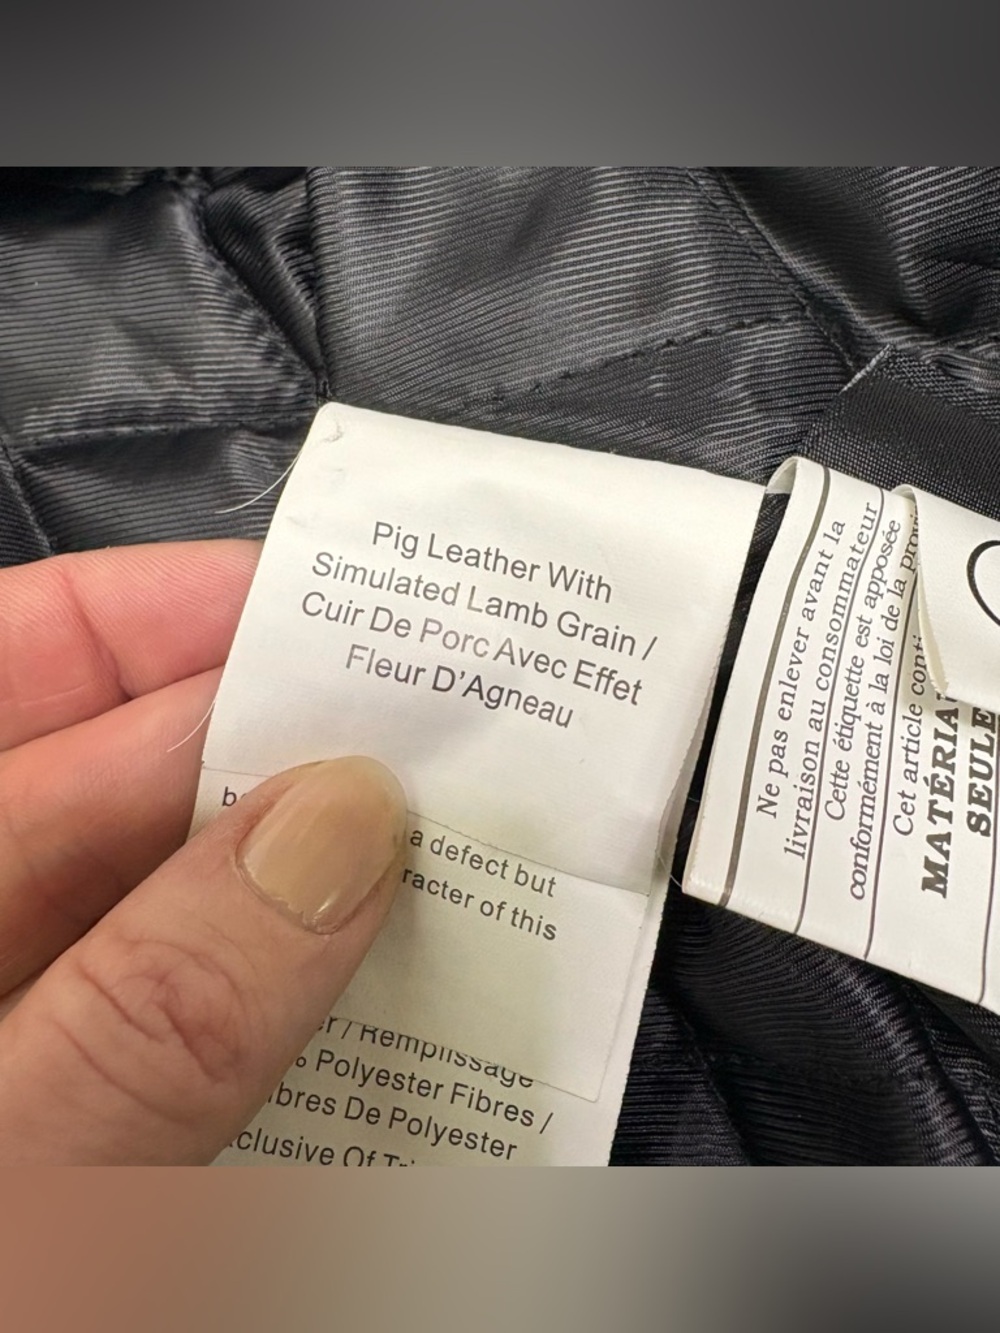 Pig Leather With
Simulated Lamb Grain /
Cuir De Porc Avec Effet
Fleur D'Agneau
a defect but
of this
Remplissage
% Polyester Fibres /
De Polyester
Of
Ne pas enlever avant la
livraison au consommateur
Cette étiquette est apposée
conformément à la loi de la
Cet article
SEULE